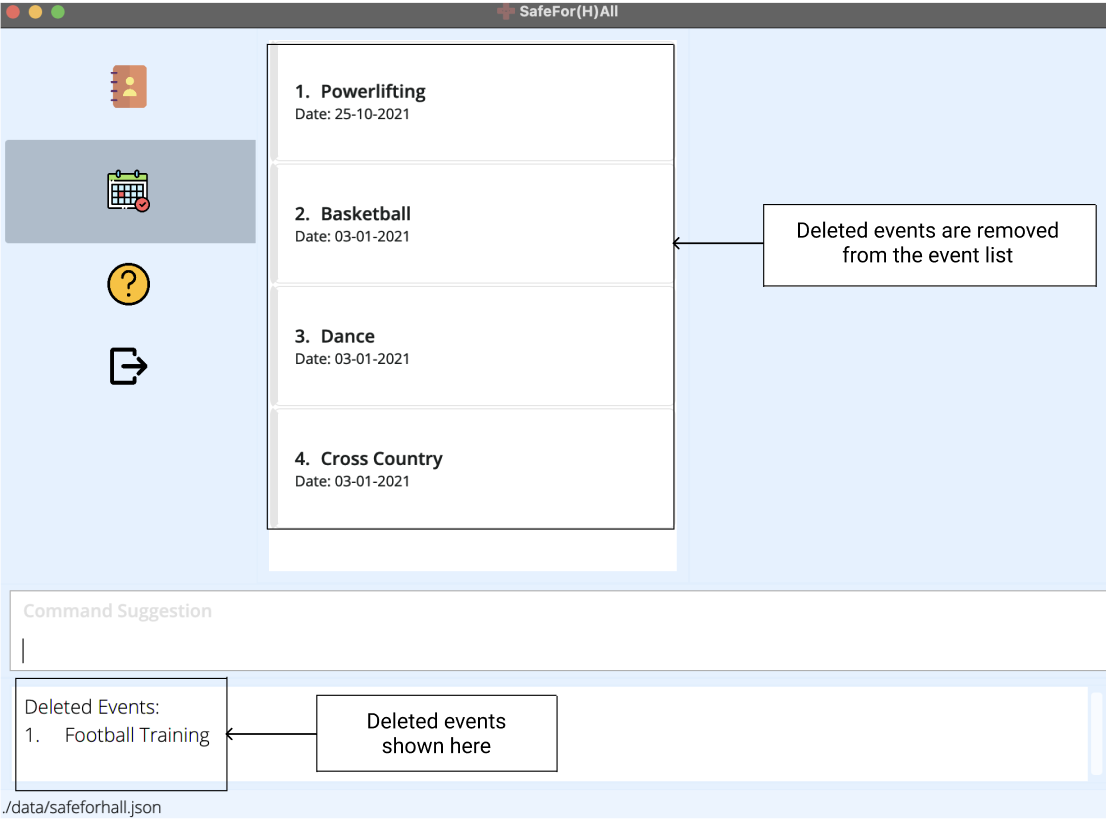 SafeFor(H)All
1. Powerlifting
Date: 25-10-2021
2. Basketball
Date: 03-01-2021
3. Dance
Date: 03-01-2021
4. Cross Country
Date: 03-01-2021
Deleted events are removed
from the event list
Command Suggestion
Deleted Events:
1. Football Training
Deleted events
shown here
./data/safeforhall.json